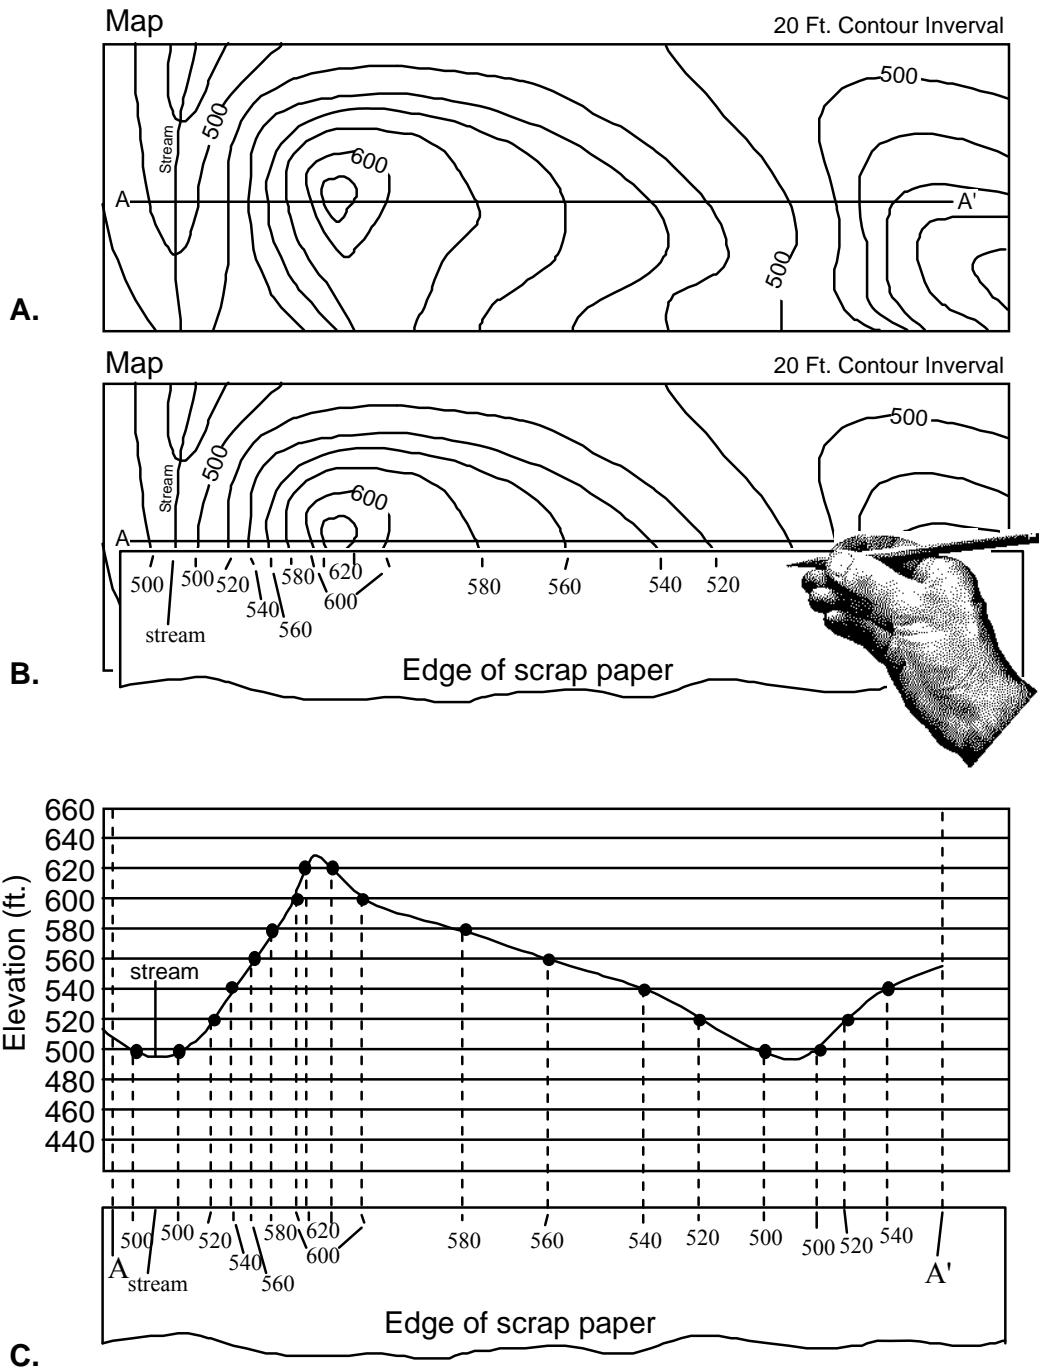 Map
20 Ft. Contour Inverval
500
500
Stream
600
A
A'
500
A.
Map
20 Ft. Contour Inverval
500
500
Stream
600
A
500 500 520 580 620 580 560 540 520
540 600
560
stream
Edge of scrap paper
B.
Elevation (ft.)
660
640
620
600
580
560
540
520
500
480
460
440
stream
500 500 520 580 620 580 560 540 520 500 500 520 540
540 600
560
A
stream
A'
Edge of scrap paper
C.